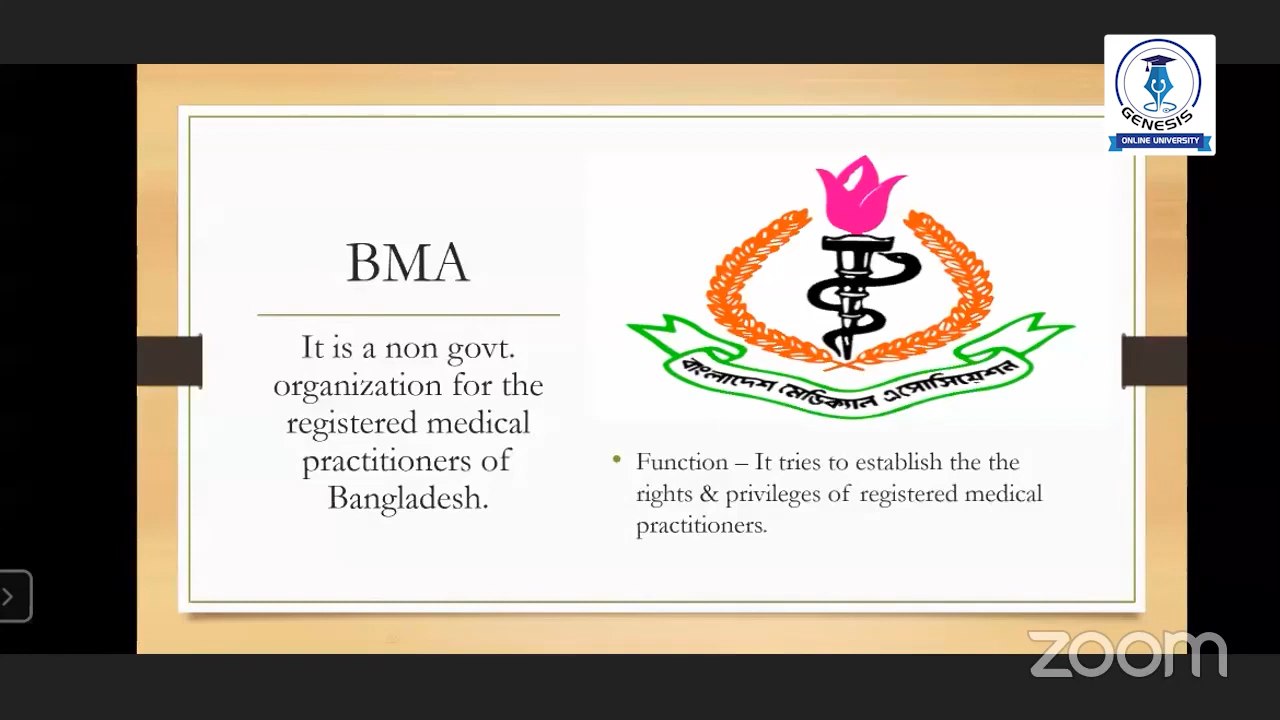 GENESIS
ONLINE UNIVERSITY
BMA
It is a non govt.
organization for the
registered medical
practitioners of
Bangladesh.
বাংলাদেশ মেডিক্যাল এসোসিয়েশন
• Function – It tries to establish the the
rights & privileges of registered medical
practitioners.
zoom